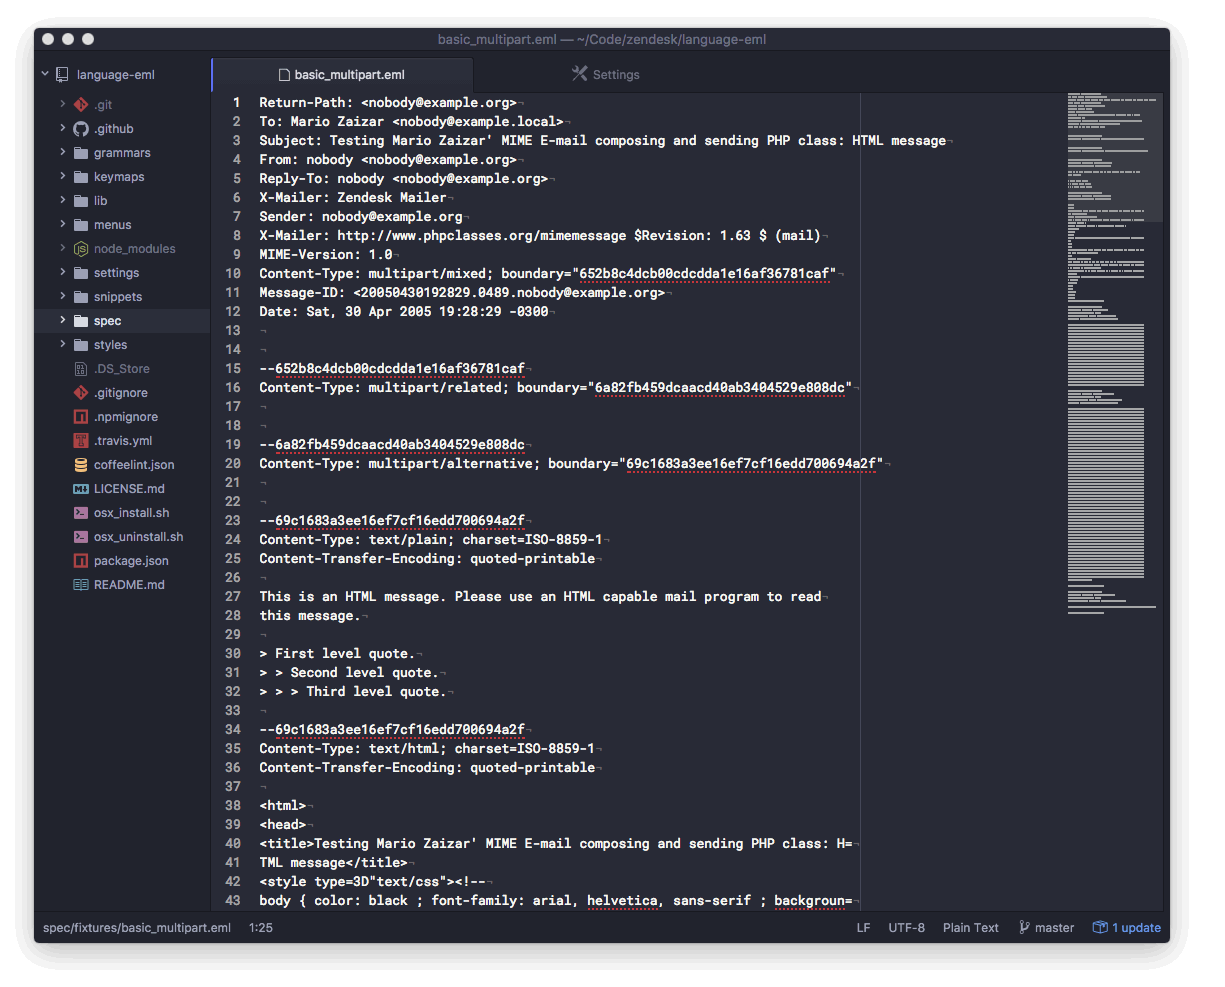 basic_multipart.eml — ~/Code/zendesk/language-eml
language-eml
.git
.github
grammars
keymaps
lib
menus
node_modules
settings
snippets
spec
styles
.DS_Store
.gitignore
.npmignore
.travis.yml
coffeelint.json
LICENSE.md
osx_install.sh
osx_uninstall.sh
package.json
README.md
basic_multipart.eml
Settings
1 Return-Path: <nobody@example.org>¬
2 To: Mario Zaizar <nobody@example.local>¬
3 Subject: Testing Mario Zaizar' MIME E-mail composing and sending PHP class: HTML message¬
4 From: nobody <nobody@example.org>¬
5 Reply-To: nobody <nobody@example.org>¬
6 X-Mailer: Zendesk Mailer¬
7 Sender: nobody@example.org¬
8 X-Mailer: http://www.phpclasses.org/mimemessage $Revision: 1.63 $ (mail)¬
9 MIME-Version: 1.0¬
10 Content-Type: multipart/mixed; boundary="652b8c4dcb00cdcdda1e16af36781caf"¬
11 Message-ID: <20050430192829.0489.nobody@example.org>¬
12 Date: Sat, 30 Apr 2005 19:28:29 -0300¬
13 ¬
14 ¬
15 --652b8c4dcb00cdcdda1e16af36781caf¬
16 Content-Type: multipart/related; boundary="6a82fb459dcaacd40ab3404529e808dc"¬
17 ¬
18 ¬
19 --6a82fb459dcaacd40ab3404529e808dc¬
20 Content-Type: multipart/alternative; boundary="69c1683a3ee16ef7cf16edd700694a2f"¬
21 ¬
22 ¬
23 --69c1683a3ee16ef7cf16edd700694a2f¬
24 Content-Type: text/plain; charset=ISO-8859-1¬
25 Content-Transfer-Encoding: quoted-printable¬
26 ¬
27 This is an HTML message. Please use an HTML capable mail program to read¬
28 this message.¬
29 ¬
30 > First level quote.¬
31 > > Second level quote.¬
32 > > > Third level quote.¬
33 ¬
34 --69c1683a3ee16ef7cf16edd700694a2f¬
35 Content-Type: text/html; charset=ISO-8859-1¬
36 Content-Transfer-Encoding: quoted-printable¬
37 ¬
38 <html>¬
39 <head>¬
40 <title>Testing Mario Zaizar' MIME E-mail composing and sending PHP class: H=¬
41 TML message</title>¬
42 <style type=3D"text/css"><!--¬
43 body { color: black ; font-family: arial, helvetica, sans-serif ; backgroun=¬
spec/fixtures/basic_multipart.eml 1:25
LF UTF-8 Plain Text master 1 update